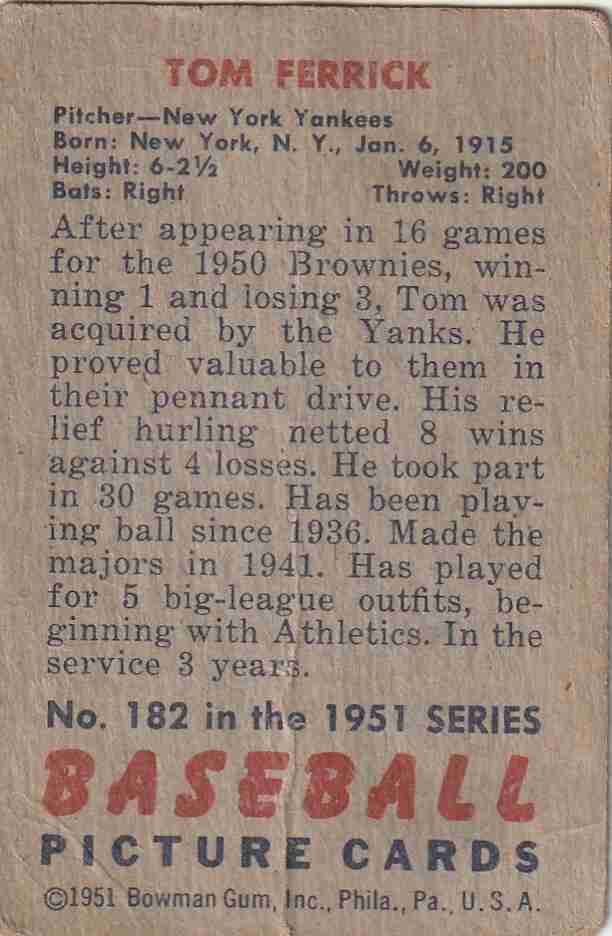 TOM FERRICK
Pitcher—New York Yankees
Born: New York, N. Y., Jan. 6, 1915
Height: 6-2½ Weight: 200
Bats: Right Throws: Right
After appearing in 16 games
for the 1950 Brownies, win-
ning 1 and losing 3, Tom was
acquired by the Yanks. He
proved valuable to them in
their pennant drive. His re-
lief hurling netted 8 wins
against 4 losses. He took part
in 30 games. Has been play-
ing ball since 1936. Made the
majors in 1941. Has played
for 5 big-league outfits, be-
ginning with Athletics. In the
service 3 years.
No. 182 in the 1951 SERIES
BASEBALL
PICTURE CARDS
©1951 Bowman Gum, Inc., Phila., Pa., U.S.A.